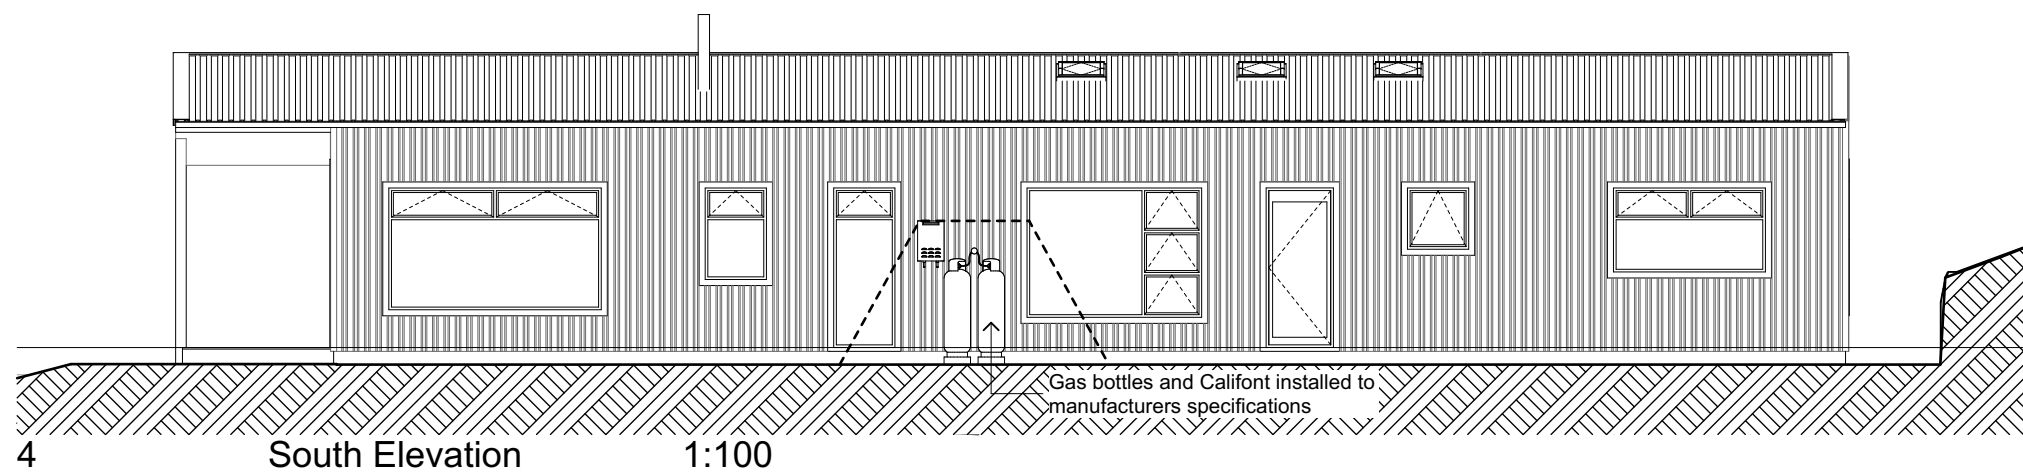 Gas bottles and Califont installed to
manufacturers specifications
4 South Elevation 1:100